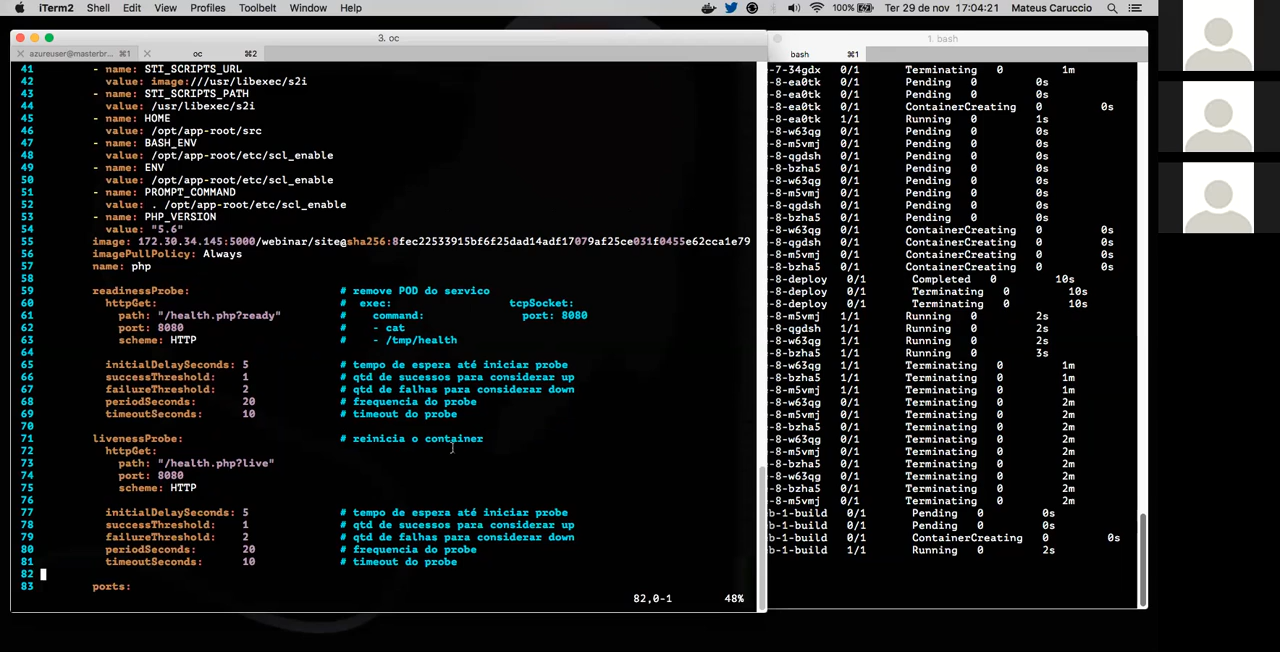 iTerm2 Shell Edit View Profiles Toolbelt Window Help 100% Ter 29 de nov 17:04:21 Mateus Caruccio
3. oc
azureuser@masterbr... ⌘1 oc ⌘2
41 - name: STI_SCRIPTS_URL
42 value: image:///usr/libexec/s2i
43 - name: STI_SCRIPTS_PATH
44 value: /usr/libexec/s2i
45 - name: HOME
46 value: /opt/app-root/src
47 - name: BASH_ENV
48 value: /opt/app-root/etc/scl_enable
49 - name: ENV
50 value: /opt/app-root/etc/scl_enable
51 - name: PROMPT_COMMAND
52 value: . /opt/app-root/etc/scl_enable
53 - name: PHP_VERSION
54 value: "5.6"
55 image: 172.30.34.145:5000/webinar/site@sha256:8fec22533915bf6f25dad14adf17079af25ce031f0455e62cca1e79
56 imagePullPolicy: Always
57 name: php
58
59 readinessProbe: # remove POD do servico
60 httpGet: # exec: tcpSocket:
61 path: "/health.php?ready" # command: port: 8080
62 port: 8080 # - cat
63 scheme: HTTP # - /tmp/health
64
65 initialDelaySeconds: 5 # tempo de espera até iniciar probe
66 successThreshold: 1 # qtd de sucessos para considerar up
67 failureThreshold: 2 # qtd de falhas para considerar down
68 periodSeconds: 20 # frequencia do probe
69 timeoutSeconds: 10 # timeout do probe
70
71 livenessProbe: # reinicia o container
72 httpGet:
73 path: "/health.php?live"
74 port: 8080
75 scheme: HTTP
76
77 initialDelaySeconds: 5 # tempo de espera até iniciar probe
78 successThreshold: 1 # qtd de sucessos para considerar up
79 failureThreshold: 2 # qtd de falhas para considerar down
80 periodSeconds: 20 # frequencia do probe
81 timeoutSeconds: 10 # timeout do probe
82
83 ports:
82,0-1 48%
1. bash
bash ⌘1
-7-34gdx 0/1 Terminating 0 1m
-8-ea0tk 0/1 Pending 0 0s
-8-ea0tk 0/1 Pending 0 0s
-8-ea0tk 0/1 ContainerCreating 0 0s
-8-ea0tk 1/1 Running 0 1s
-8-w63qg 0/1 Pending 0 0s
-8-m5vmj 0/1 Pending 0 0s
-8-qgdsh 0/1 Pending 0 0s
-8-bzha5 0/1 Pending 0 0s
-8-w63qg 0/1 Pending 0 0s
-8-m5vmj 0/1 Pending 0 0s
-8-qgdsh 0/1 Pending 0 0s
-8-bzha5 0/1 Pending 0 0s
-8-w63qg 0/1 ContainerCreating 0 0s
-8-qgdsh 0/1 ContainerCreating 0 0s
-8-m5vmj 0/1 ContainerCreating 0 0s
-8-bzha5 0/1 ContainerCreating 0 0s
-8-deploy 0/1 Completed 0 10s
-8-deploy 0/1 Terminating 0 10s
-8-deploy 0/1 Terminating 0 10s
-8-m5vmj 1/1 Running 0 2s
-8-qgdsh 1/1 Running 0 2s
-8-w63qg 1/1 Running 0 2s
-8-bzha5 1/1 Running 0 3s
-8-w63qg 1/1 Terminating 0 1m
-8-bzha5 1/1 Terminating 0 1m
-8-m5vmj 1/1 Terminating 0 1m
-8-m5vmj 0/1 Terminating 0 2m
-8-bzha5 0/1 Terminating 0 2m
-8-m5vmj 0/1 Terminating 0 2m
-8-w63qg 0/1 Terminating 0 2m
-8-m5vmj 0/1 Terminating 0 2m
-8-bzha5 0/1 Terminating 0 2m
-8-w63qg 0/1 Terminating 0 2m
-8-bzha5 0/1 Terminating 0 2m
-8-m5vmj 0/1 Terminating 0 2m
b-1-build 0/1 Pending 0 0s
b-1-build 0/1 Pending 0 0s
b-1-build 0/1 ContainerCreating 0 0s
b-1-build 1/1 Running 0 2s